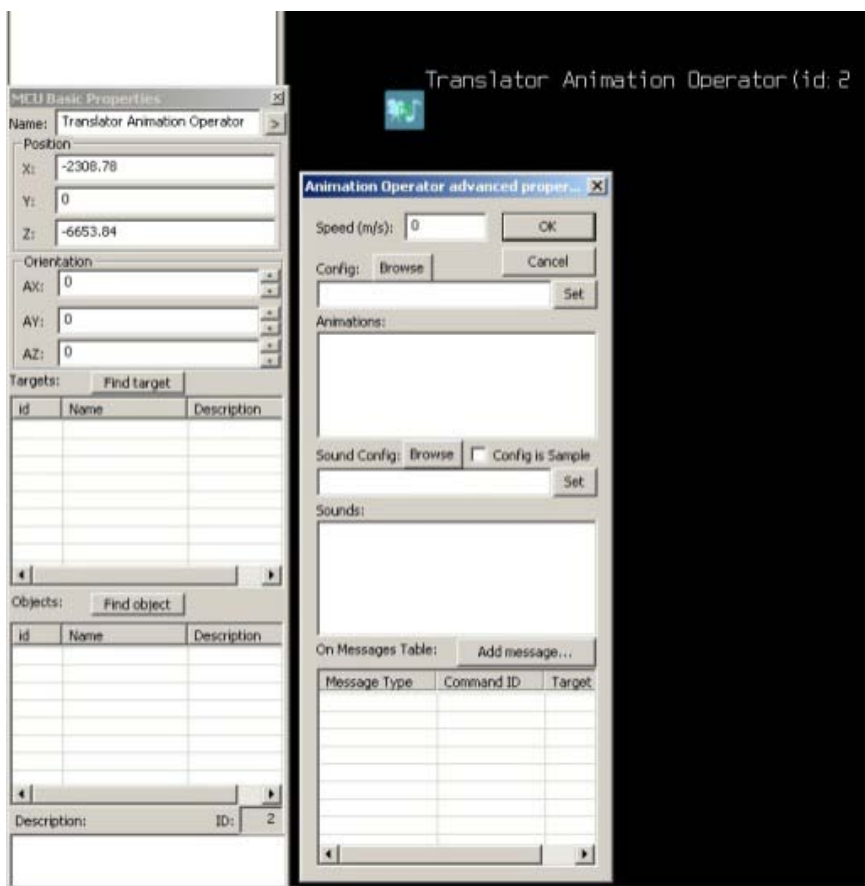 Translator Animation Operator(id: 2
MCU Basic Properties
Name: Translator Animation Operator >
Position
X: -2308.78
Y: 0
Z: -6653.84
Orientation
AX: 0
AY: 0
AZ: 0
Targets: Find target
id Name Description
Objects: Find object
id Name Description
Description: ID: 2
Animation Operator advanced proper...
Speed (m/s): 0 OK
Config: Browse Cancel
Set
Animations:
Sound Config: Browse Config is Sample
Set
Sounds:
On Messages Table: Add message...
Message Type Command ID Target